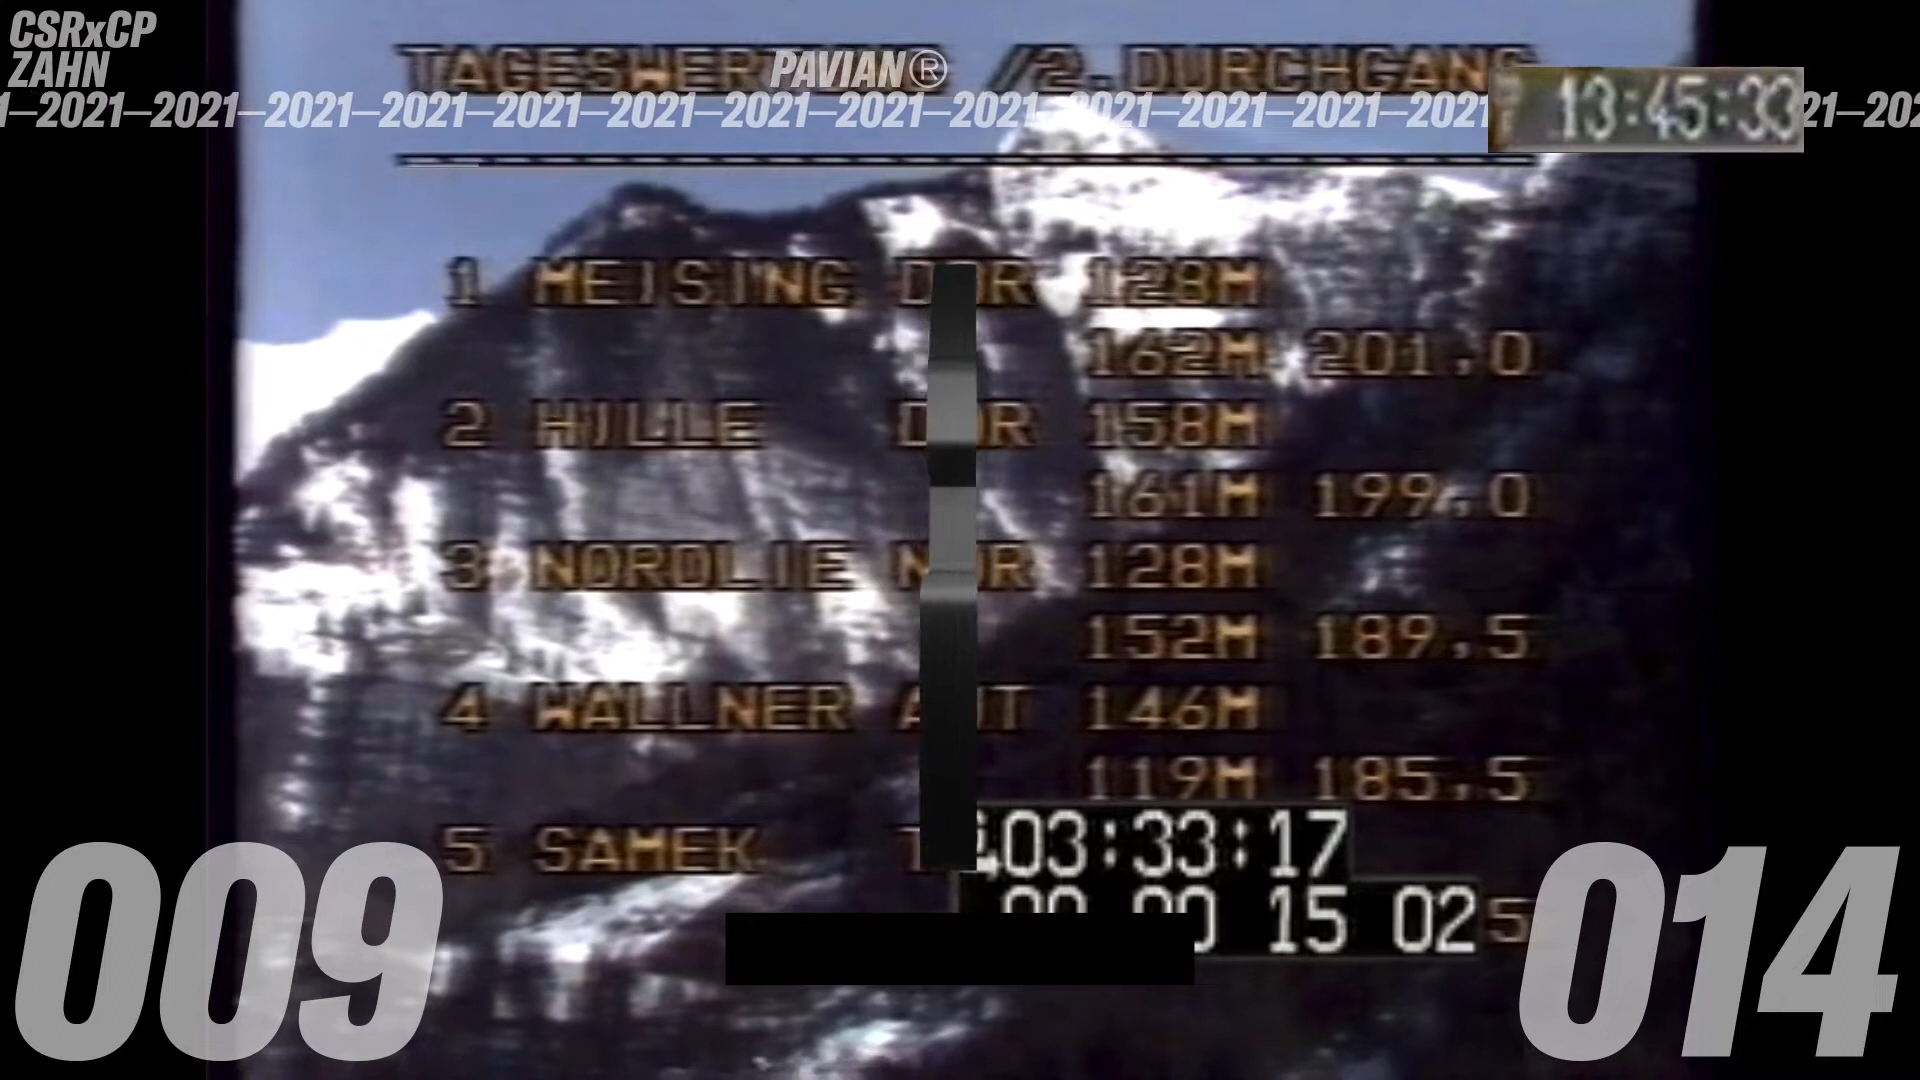 CSRxCP
ZAHN
PAVIAN®
/2.DURCHGANG
2021—2021—2021—2021—2021—2021—2021—2021—2021—2021—2021—2021
13:45:33
1 MEISING 128M
162M 201.0
2 HILLE 158M
161M 199.0
3 NORDLIE 128M
152M 189.5
4 WALLNER 146M
119M 185.5
5 SAMEK
03:33:17
15 02
5
009
014